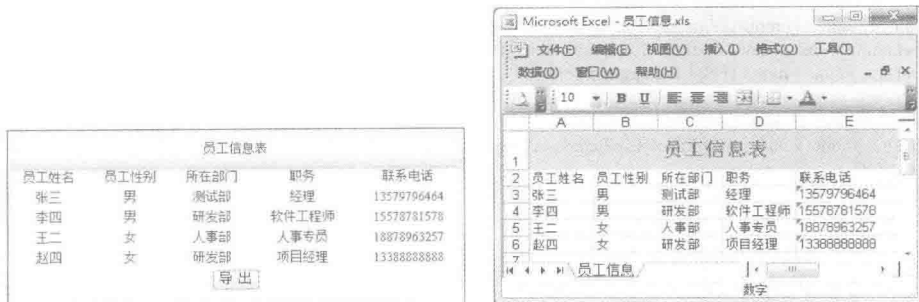 员工信息表
员工姓名 员工性别 所在部门 职务 联系电话
张三 男 测试部 经理 13579796464
李四 男 研发部 软件工程师 15578781578
王二 女 人事部 人事专员 18878963257
赵四 女 研发部 项目经理 13388888888
导 出
Microsoft Excel - 员工信息.xls
文件(F) 编辑(E) 视图(V) 插入(I) 格式(O) 工具(T)
数据(D) 窗口(W) 帮助(H)
10 B U A
A B C D E
1 员工信息表
2 员工姓名 员工性别 所在部门 职务 联系电话
3 张三 男 测试部 经理 13579796464
4 李四 男 研发部 软件工程师 15578781578
5 王二 女 人事部 人事专员 18878963257
6 赵四 女 研发部 项目经理 13388888888
7
员工信息
数字